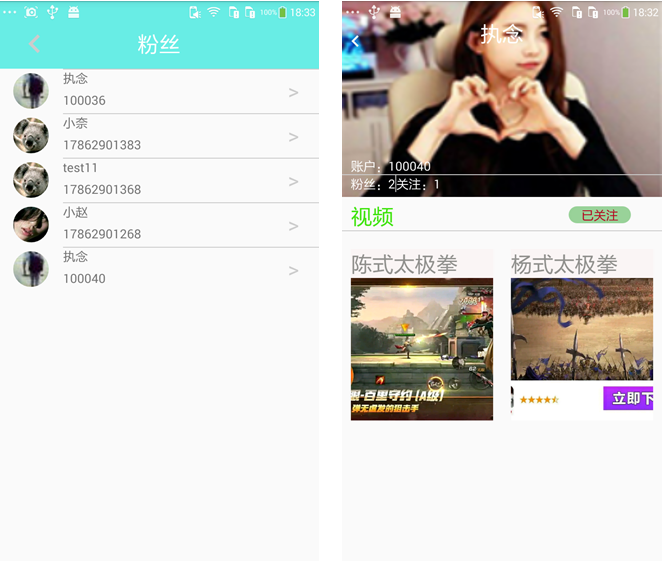 100% 18:33
粉丝
执念
100036
>
小奈
17862901383
>
test11
17862901368
>
小赵
17862901268
>
执念
100040
>
100% 18:32
执念
账户：100040
粉丝：2 关注：1
视频
已关注
陈式太极拳
杨式太极拳
-百里守约 [A级]
弹无虚发的狙击手
立即下